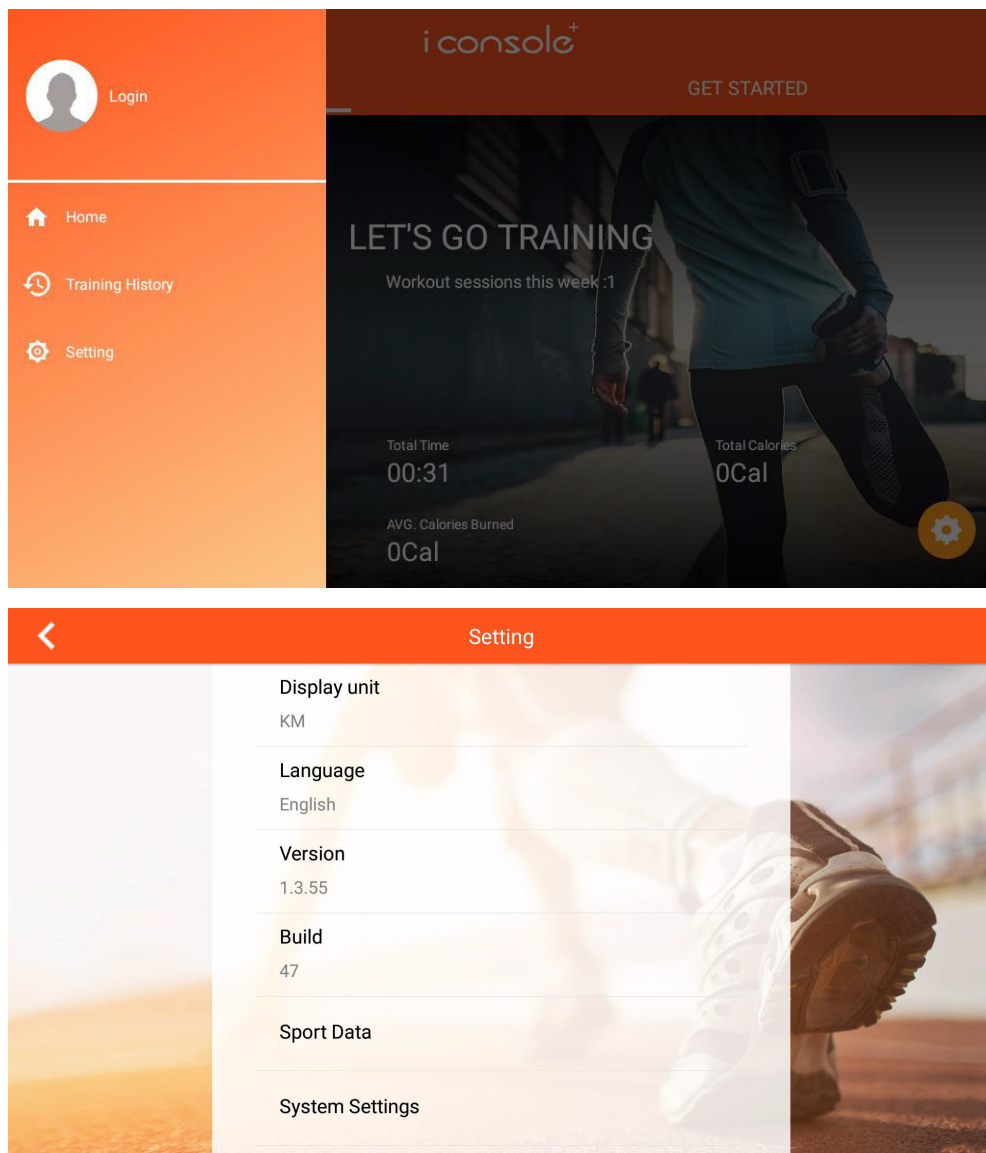 iconsole+
GET STARTED
Login
Home
Training History
Setting
LET'S GO TRAINING
Workout sessions this week :1
Total Time
00:31
Total Calories
0Cal
AVG. Calories Burned
0Cal
Setting
Display unit
KM
Language
English
Version
1.3.55
Build
47
Sport Data
System Settings